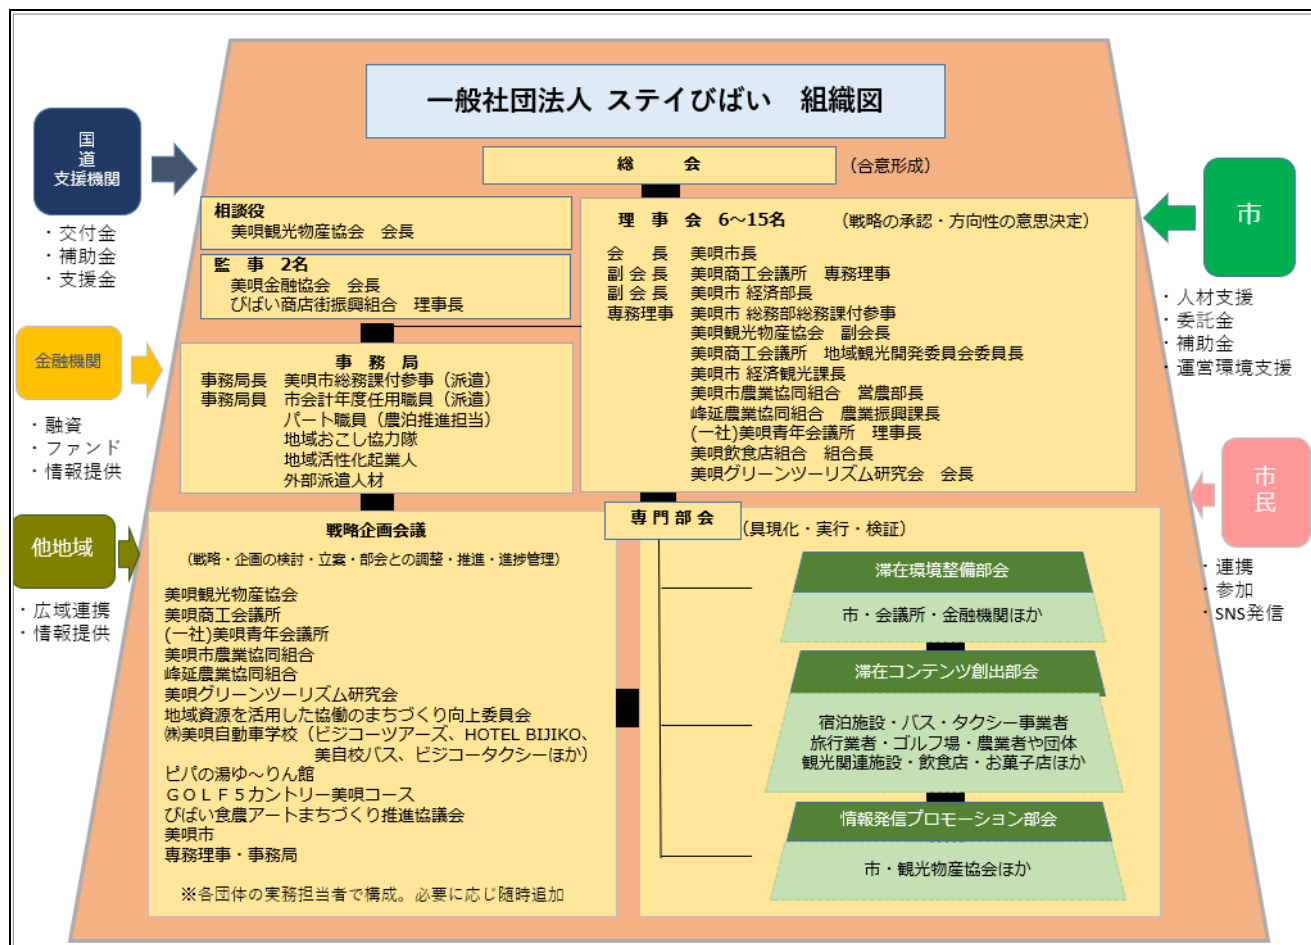 一般社団法人 ステイびばい　組織図
総　　会
(合意形成)
国
道
支援機関
・交付金
・補助金
・支援金
金融機関
・融資
・ファンド
・情報提供
他地域
・広域連携
・情報提供
相談役
美唄観光物産協会　会長
監　事　2名
美唄金融協会　会長
びばい商店街振興組合　理事長
理　事　会　6～15名　(戦略の承認・方向性の意思決定)
会　　長　美唄市長
副 会 長　美唄商工会議所　専務理事
副 会 長　美唄市 経済部長
専務理事　美唄市 総務部総務課付参事
美唄観光物産協会　副会長
美唄商工会議所　地域観光開発委員会委員長
美唄市 経済観光課長
美唄市農業協同組合　営農部長
峰延農業協同組合　農業振興課長
(一社)美唄青年会議所　理事長
美唄飲食店組合　組合長
美唄グリーンツーリズム研究会　会長
事　務　局
事務局長　美唄市総務課付参事（派遣）
事務局員　市会計年度任用職員（派遣）
パート職員（農泊推進担当）
地域おこし協力隊
地域活性化起業人
外部派遣人材
戦略企画会議
(戦略・企画の検討・立案・部会との調整・推進・進捗管理)
美唄観光物産協会
美唄商工会議所
(一社)美唄青年会議所
美唄市農業協同組合
峰延農業協同組合
美唄グリーンツーリズム研究会
地域資源を活用した協働のまちづくり向上委員会
㈱美唄自動車学校（ビジコーツアーズ、HOTEL BIJIKO、
美自校バス、ビジコータクシーほか）
ピパの湯ゆ～りん館
ＧＯＬＦ５カントリー美唄コース
びばい食農アートまちづくり推進協議会
美唄市
専務理事・事務局
※各団体の実務担当者で構成。必要に応じ随時追加
専 門 部 会
(具現化・実行・検証)
滞在環境整備部会
市・会議所・金融機関ほか
滞在コンテンツ創出部会
宿泊施設・バス・タクシー事業者
旅行業者・ゴルフ場・農業者や団体
観光関連施設・飲食店・お菓子店ほか
情報発信プロモーション部会
市・観光物産協会ほか
市
・人材支援
・委託金
・補助金
・運営環境支援
市
民
・連携
・参加
・SNS発信